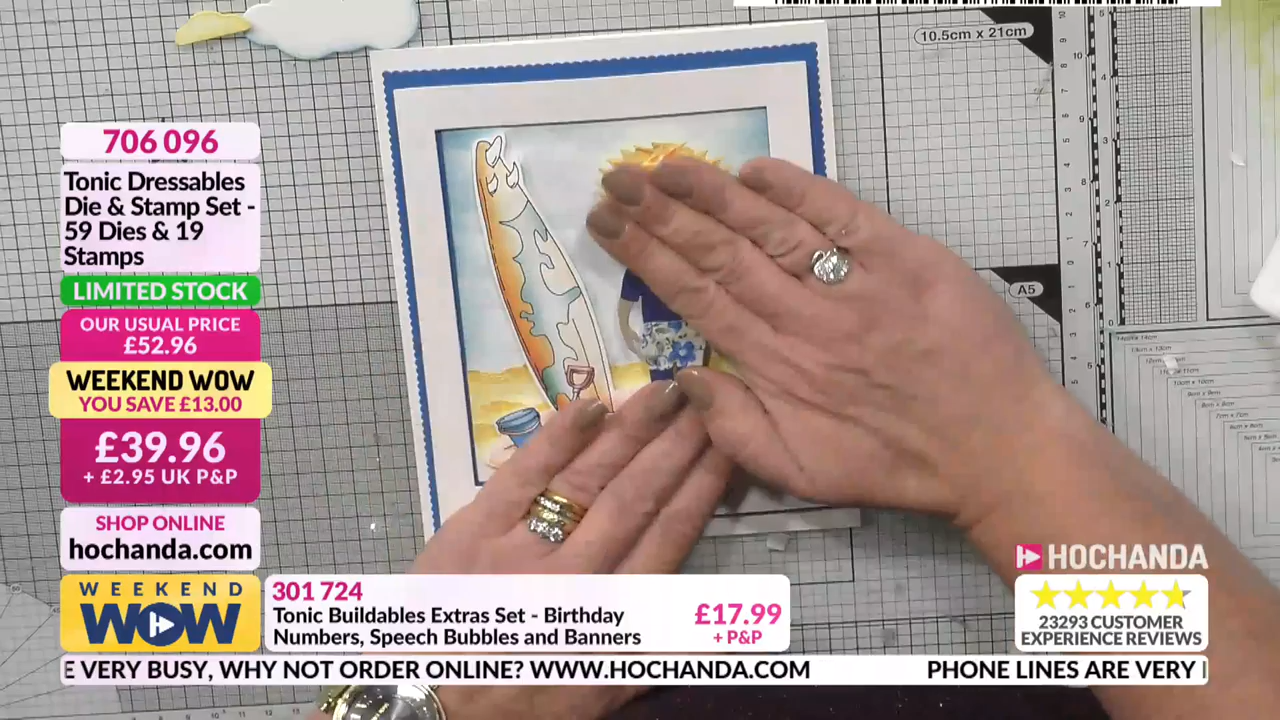 10.5cm x 21cm
706 096
Tonic Dressables
Die & Stamp Set -
59 Dies & 19
Stamps
LIMITED STOCK
OUR USUAL PRICE
£52.96
WEEKEND WOW
YOU SAVE £13.00
£39.96
+ £2.95 UK P&P
SHOP ONLINE
hochanda.com
WEEKEND
WOW
301 724
Tonic Buildables Extras Set - Birthday
Numbers, Speech Bubbles and Banners
£17.99
+ P&P
A5
HOCHANDA
23293 CUSTOMER
EXPERIENCE REVIEWS
E VERY BUSY, WHY NOT ORDER ONLINE? WWW.HOCHANDA.COM PHONE LINES ARE VERY